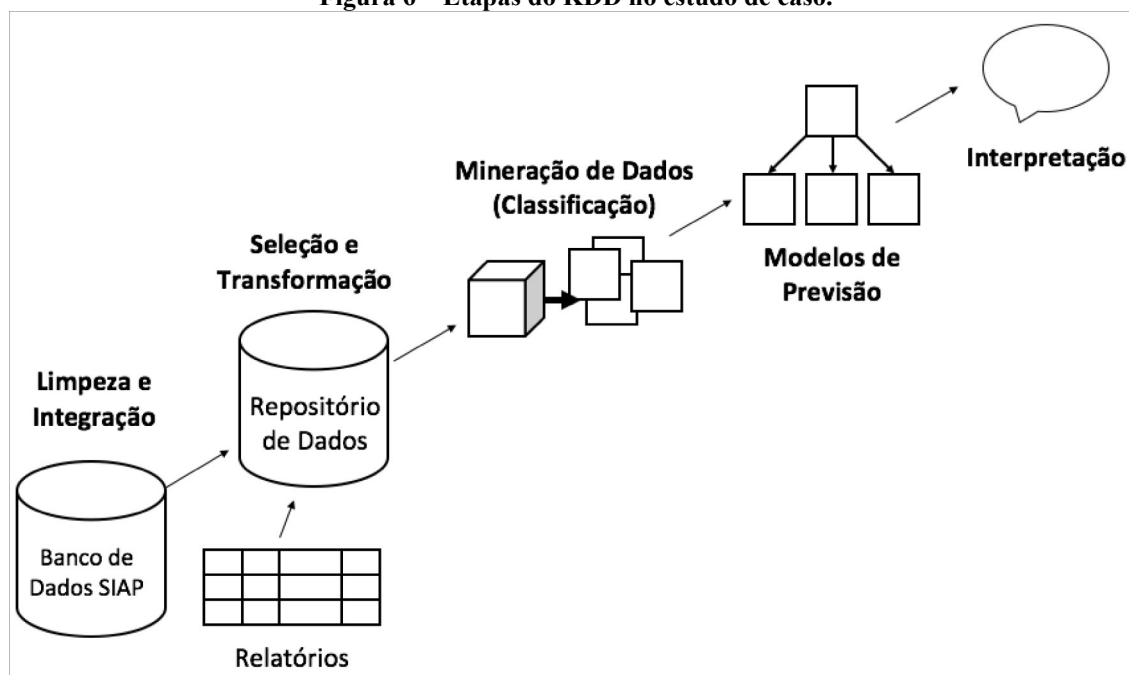 Figura 6 – Etapas do KDD no estudo de caso.
Interpretação
Mineração de Dados
(Classificação)
Modelos de
Previsão
Seleção e
Transformação
Repositório
de Dados
Limpeza e
Integração
Banco de
Dados SIAP
Relatórios